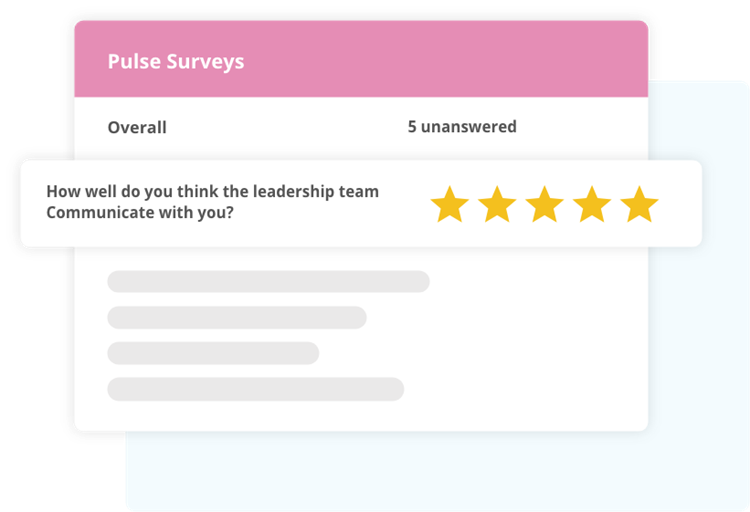 Pulse Surveys
Overall
5 unanswered
How well do you think the leadership team
Communicate with you?